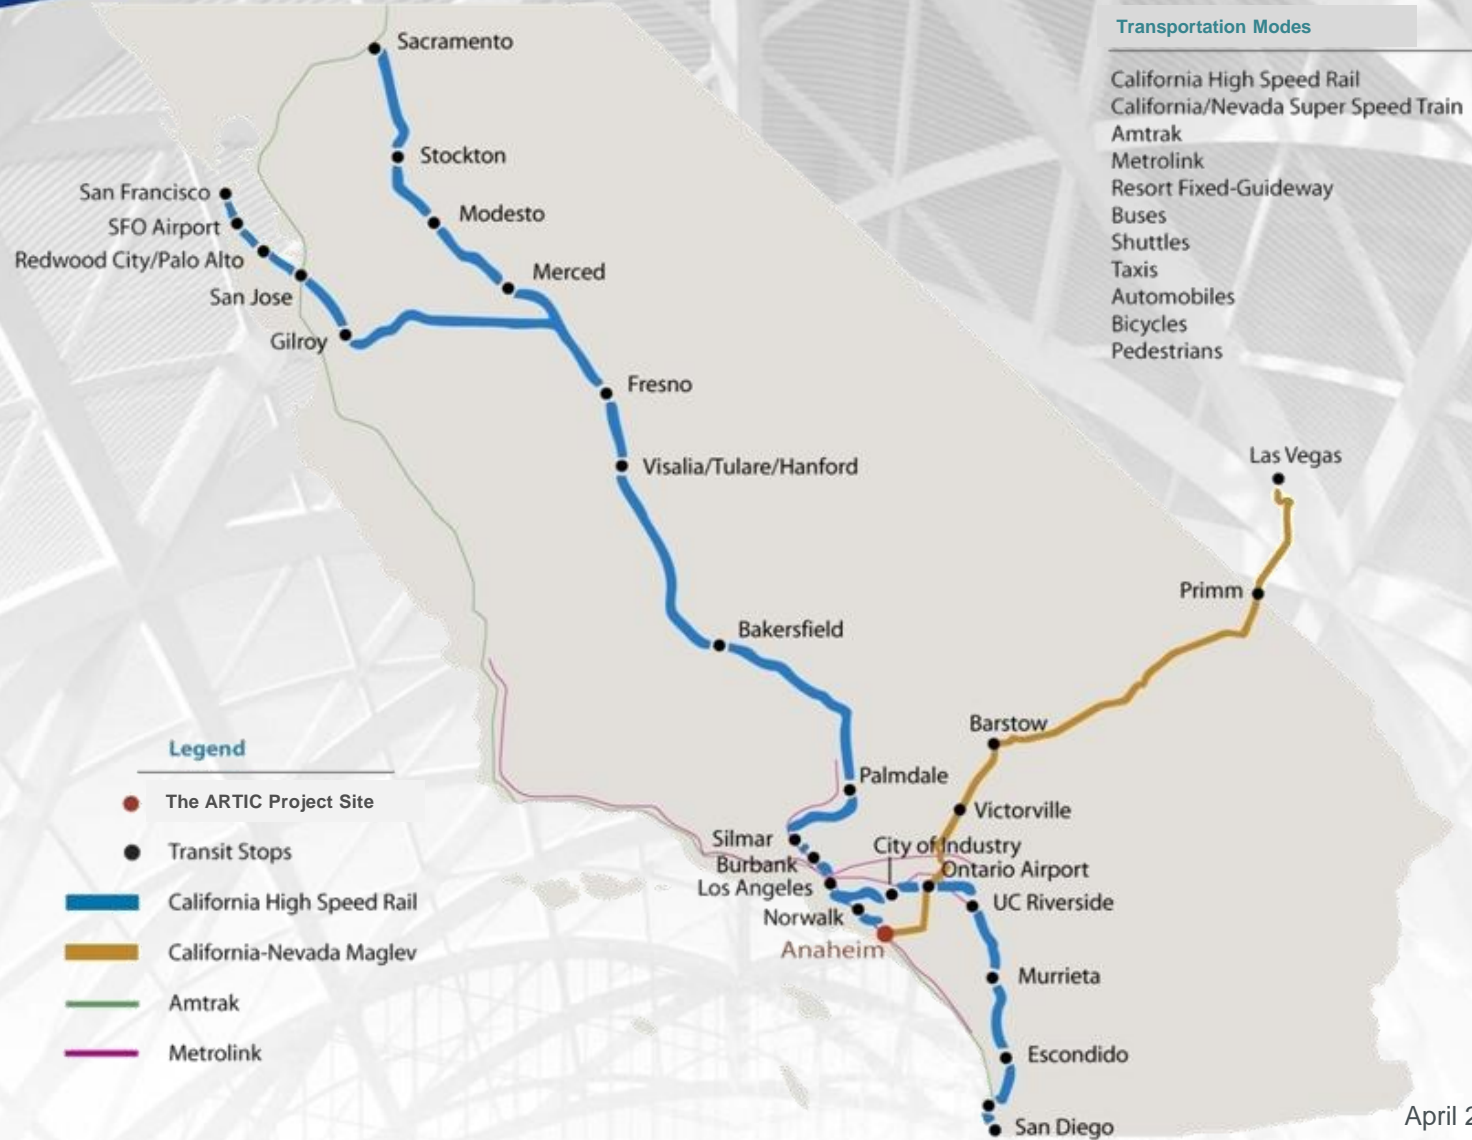 Transportation Modes
California High Speed Rail
California/Nevada Super Speed Train
Amtrak
Metrolink
Resort Fixed-Guideway
Buses
Shuttles
Taxis
Automobiles
Bicycles
Pedestrians
Sacramento
Stockton
San Francisco
Modesto
SFO Airport
Redwood City/Palo Alto
Merced
San Jose
Gilroy
Fresno
Las Vegas
Visalia/Tulare/Hanford
Primm
Bakersfield
Barstow
Palmdale
Victorville
Silmar
City of Industry
Burbank
Ontario Airport
Los Angeles
UC Riverside
Norwalk
Anaheim
Murrieta
Escondido
San Diego
Legend
The ARTIC Project Site
Transit Stops
California High Speed Rail
California-Nevada Maglev
Amtrak
Metrolink
April 2